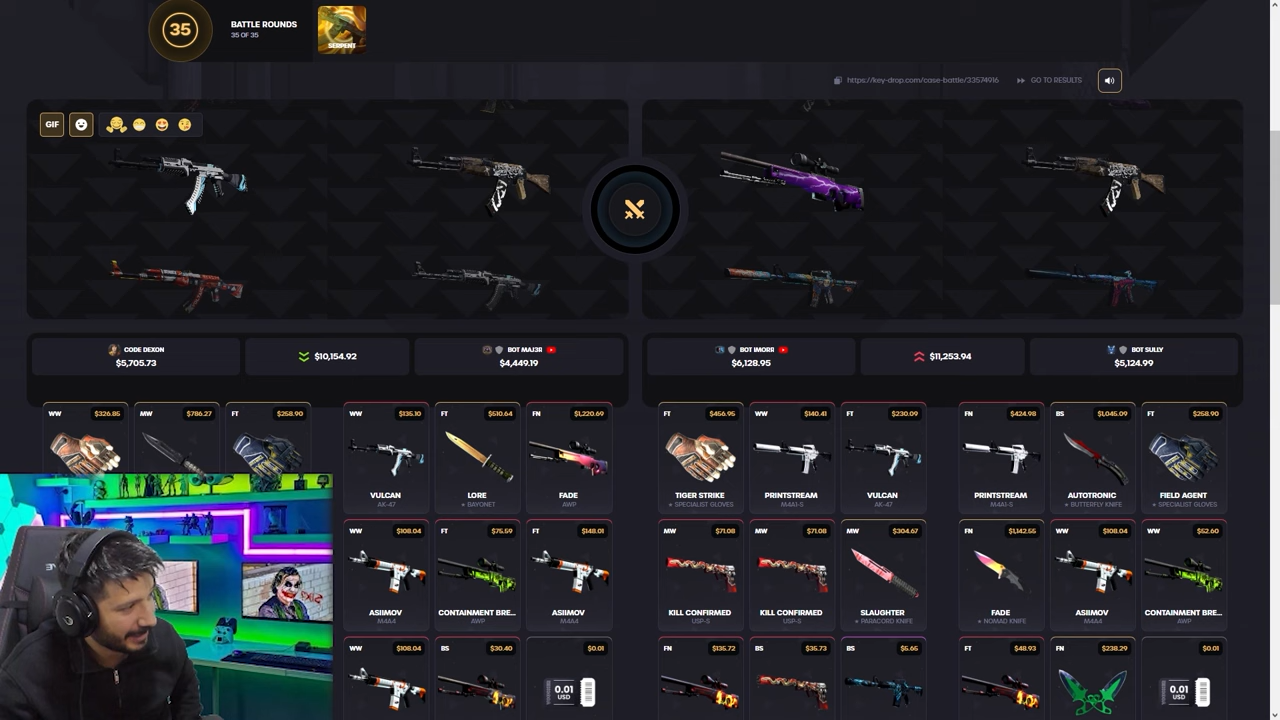 35
BATTLE ROUNDS
35 OF 35
SERPENT
https://key-drop.com/case-battle/33574916
GO TO RESULTS
GIF
CODE DEXON
$5,705.73
$10,154.92
BOT MAJ3R
$4,449.19
BOT IMORR
$6,128.95
$11,253.94
BOT SULLY
$5,124.99
WW $326.85
MW $786.27
FT $258.90
WW $135.10
FT $510.64
FN $1,220.69
FT $456.95
WW $140.41
FT $230.09
FN $424.98
BS $1,045.09
FT $258.90
VULCAN
AK-47
LORE
★ BAYONET
FADE
AWP
TIGER STRIKE
★ SPECIALIST GLOVES
PRINTSTREAM
M4A1-S
VULCAN
AK-47
PRINTSTREAM
M4A1-S
AUTOTRONIC
★ BUTTERFLY KNIFE
FIELD AGENT
★ SPECIALIST GLOVES
WW $108.04
FT $75.59
FT $148.01
MW $71.08
MW $71.08
MW $304.67
FN $1,142.55
WW $108.04
WW $52.60
ASIIMOV
M4A4
CONTAINMENT BRE...
AWP
ASIIMOV
M4A4
KILL CONFIRMED
USP-S
KILL CONFIRMED
USP-S
SLAUGHTER
★ PARACORD KNIFE
FADE
★ NOMAD KNIFE
ASIIMOV
M4A4
CONTAINMENT BRE...
AWP
WW $108.04
BS $30.40
$0.01
FN $135.72
BS $35.73
BS $5.65
FT $48.93
FN $238.29
$0.01
0.01
USD
0.01
USD